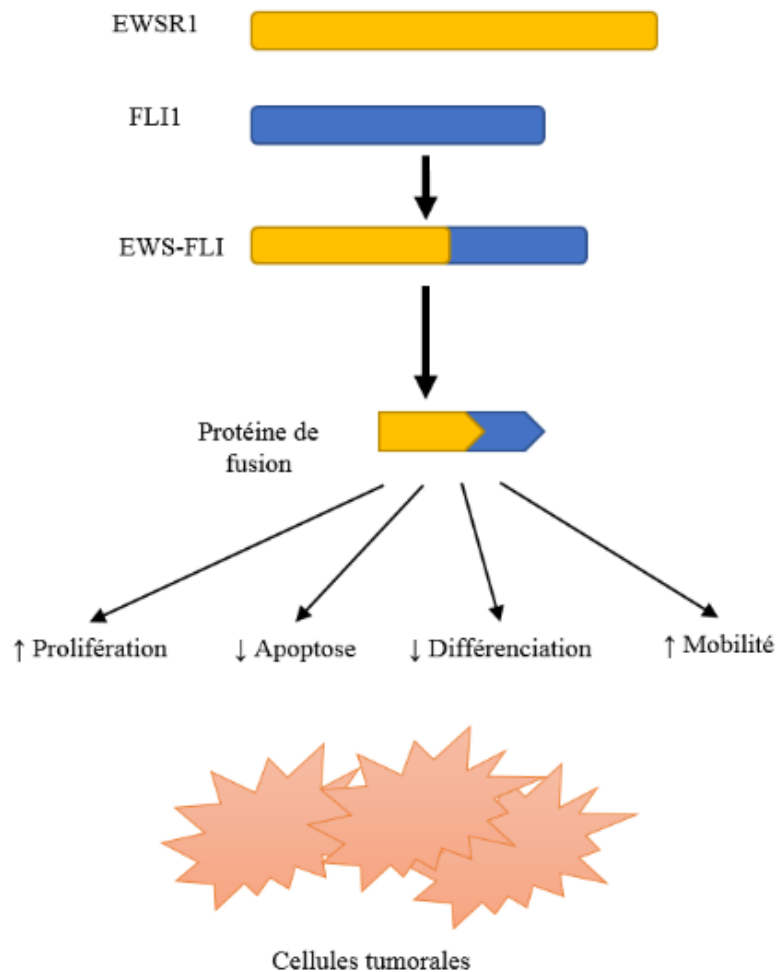 EWSR1
FLI1
EWS-FLI
Protéine de
fusion
↑ Prolifération
↓ Apoptose
↓ Différenciation
↑ Mobilité
Cellules tumorales